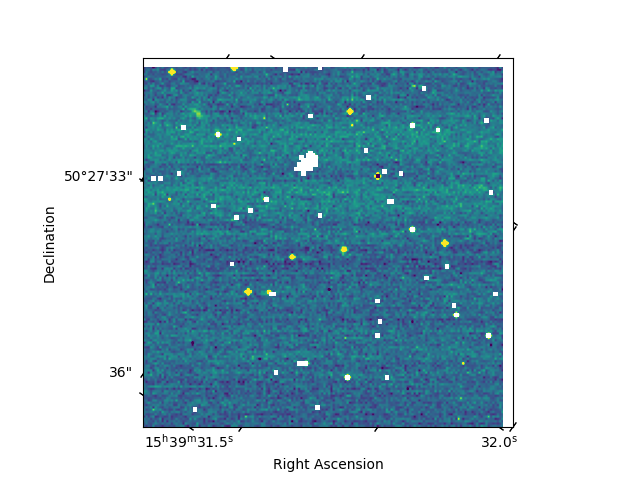 50°27'33"
36"
15ʰ39ᵐ31.5ˢ
32.0ˢ
Right Ascension
Declination